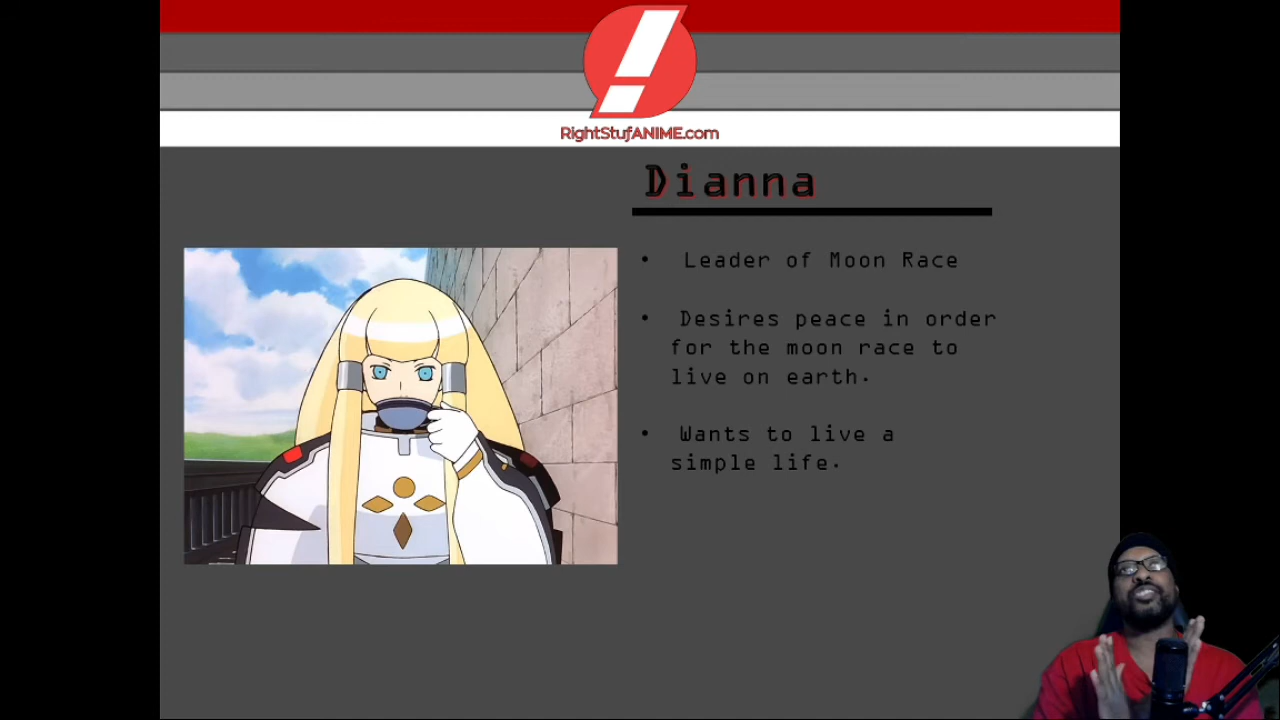 RightStufANIME.com
Dianna
• Leader of Moon Race
• Desires peace in order
for the moon race to
live on earth.
• Wants to live a
simple life.